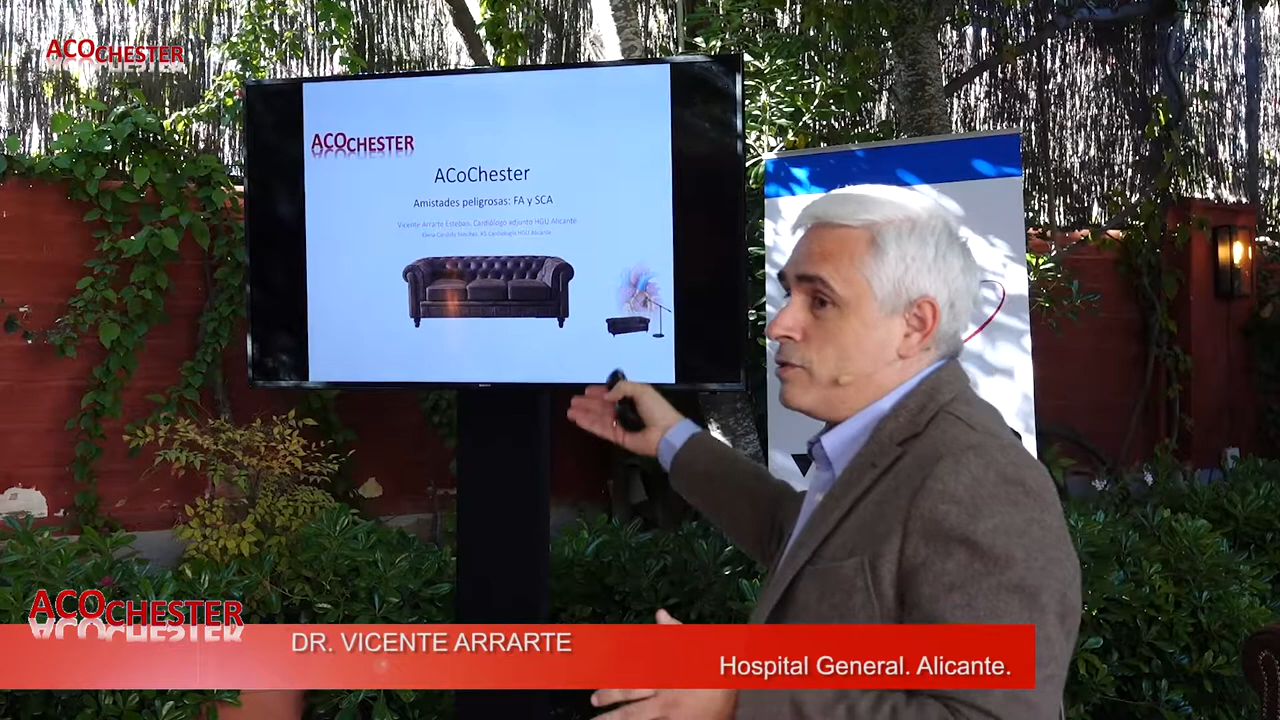 ACOCHESTER
ACOCHESTER
ACoChester
Amistades peligrosas: FA y SCA
Vicente Arrarte Esteban. Cardiólogo adjunto HGU Alicante
ACOCHESTER
DR. VICENTE ARRARTE
Hospital General. Alicante.